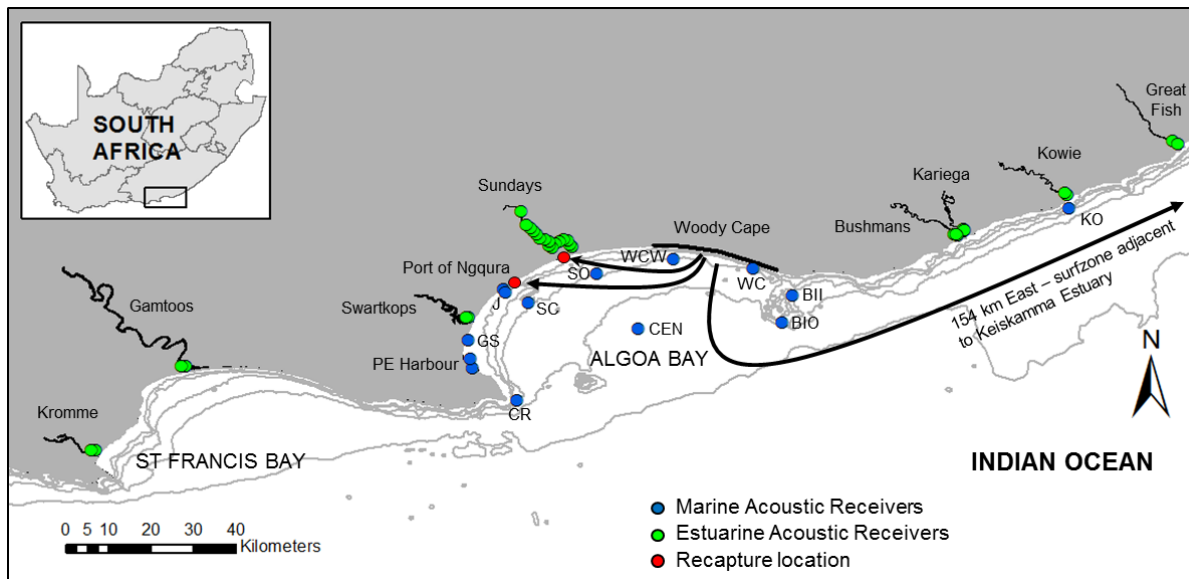 SOUTH
AFRICA
Great
Fish
Kowie
Kariega
Sundays
Bushmans
KO
Woody Cape
WCW
Port of Ngqura
SO
WC
Gamtoos
J
BII
Swartkops
SC
BIO
CEN
GS
154 km East – surfzone adjacent
to Keiskamma Estuary
ALGOA BAY
N
PE Harbour
CR
Kromme
ST FRANCIS BAY
INDIAN OCEAN
Marine Acoustic Receivers
0 5 10 20 30 40
Kilometers
Estuarine Acoustic Receivers
Recapture location